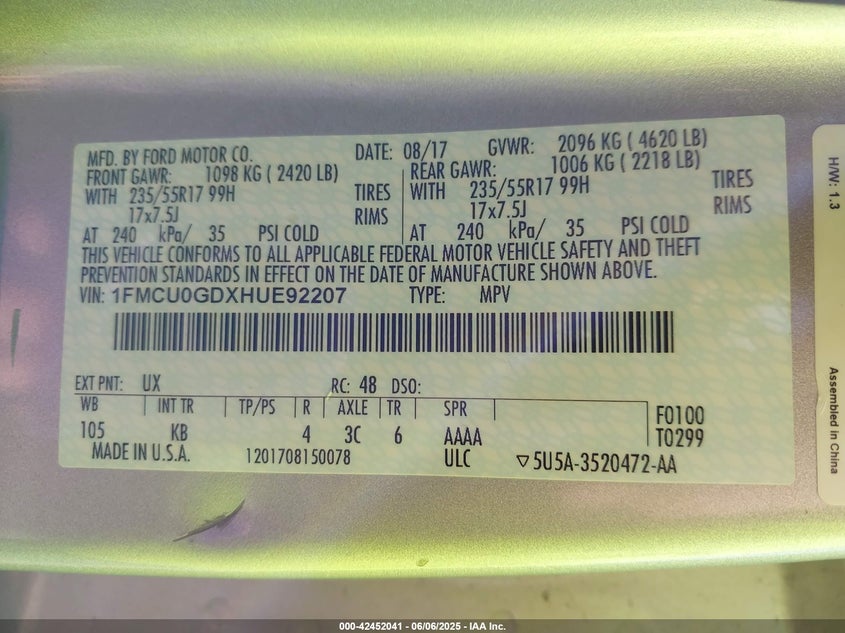 MFD. BY FORD MOTOR CO. DATE: 08/17 GVWR: 2096 KG ( 4620 LB)
FRONT GAWR: 1098 KG ( 2420 LB) REAR GAWR: 1006 KG ( 2218 LB)
WITH 235/55R17 99H TIRES WITH 235/55R17 99H TIRES
17x7.5J RIMS 17x7.5J RIMS
AT 240 kPa/ 35 PSI COLD AT 240 kPa/ 35 PSI COLD
THIS VEHICLE CONFORMS TO ALL APPLICABLE FEDERAL MOTOR VEHICLE SAFETY AND THEFT
PREVENTION STANDARDS IN EFFECT ON THE DATE OF MANUFACTURE SHOWN ABOVE.
VIN: 1FMCU0GDXHUE92207 TYPE: MPV
EXT PNT: UX RC: 48 DSO:
WB INT TR TP/PS R AXLE TR SPR F0100
105 KB 4 3C 6 AAAA T0299
MADE IN U.S.A. 1201708150078 ULC ▽5U5A-3520472-AA
H/W: 1.3
Assembled in China
000-42452041 - 06/06/2025 - IAA Inc.